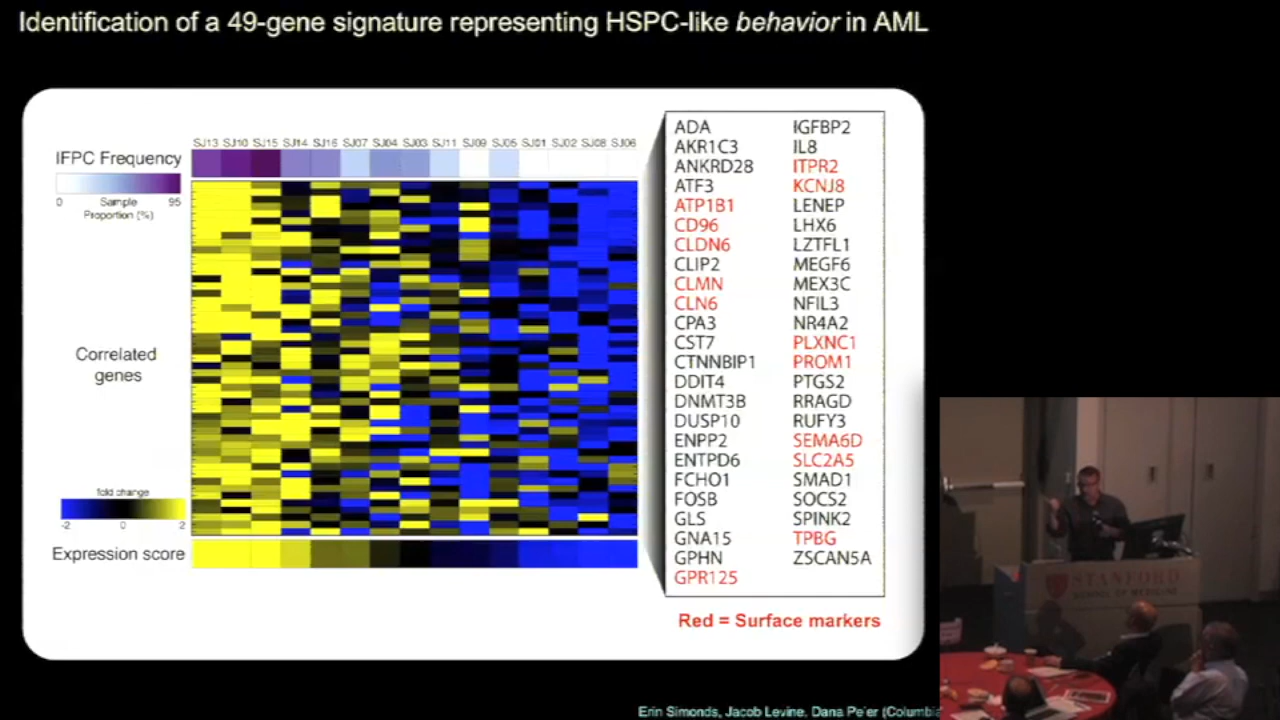 Identification of a 49-gene signature representing HSPC-like behavior in AML
SJ13 SJ10 SJ15 SJ14 SJ16 SJ07 SJ04 SJ03 SJ11 SJ09 SJ05 SJ01 SJ02 SJ08 SJ06
IFPC Frequency
0 Sample Proportion (%) 95
Correlated
genes
fold change
-2 0 2
Expression score
ADA
AKR1C3
ANKRD28
ATF3
ATP1B1
CD96
CLDN6
CLIP2
CLMN
CLN6
CPA3
CST7
CTNNBIP1
DDIT4
DNMT3B
DUSP10
ENPP2
ENTPD6
FCHO1
FOSB
GLS
GNA15
GPHN
GPR125
IGFBP2
IL8
ITPR2
KCNJ8
LENEP
LHX6
LZTFL1
MEGF6
MEX3C
NFIL3
NR4A2
PLXNC1
PROM1
PTGS2
RRAGD
RUFY3
SEMA6D
SLC2A5
SMAD1
SOCS2
SPINK2
TPBG
ZSCAN5A
Red = Surface markers
Erin Simonds, Jacob Levine, Dana Pe'er (Columbia
STANFORD
SCHOOL OF MEDICINE